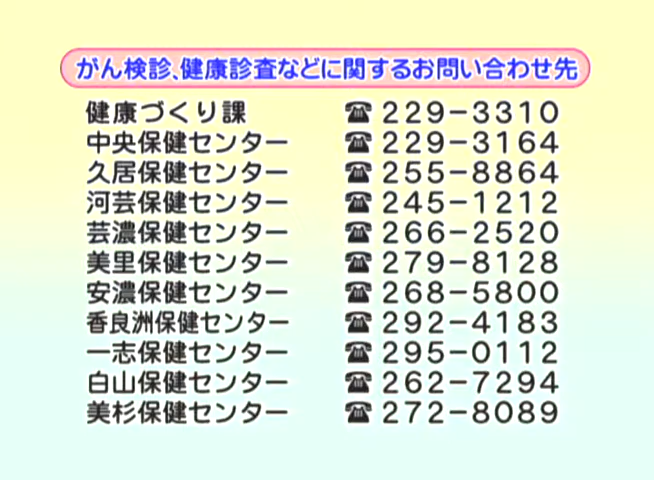 がん検診、健康診査などに関するお問い合わせ先
健康づくり課 ☎ 229−3310
中央保健センター ☎ 229−3164
久居保健センター ☎ 255−8864
河芸保健センター ☎ 245−1212
芸濃保健センター ☎ 266−2520
美里保健センター ☎ 279−8128
安濃保健センター ☎ 268−5800
香良洲保健センター ☎ 292−4183
一志保健センター ☎ 295−0112
白山保健センター ☎ 262−7294
美杉保健センター ☎ 272−8089